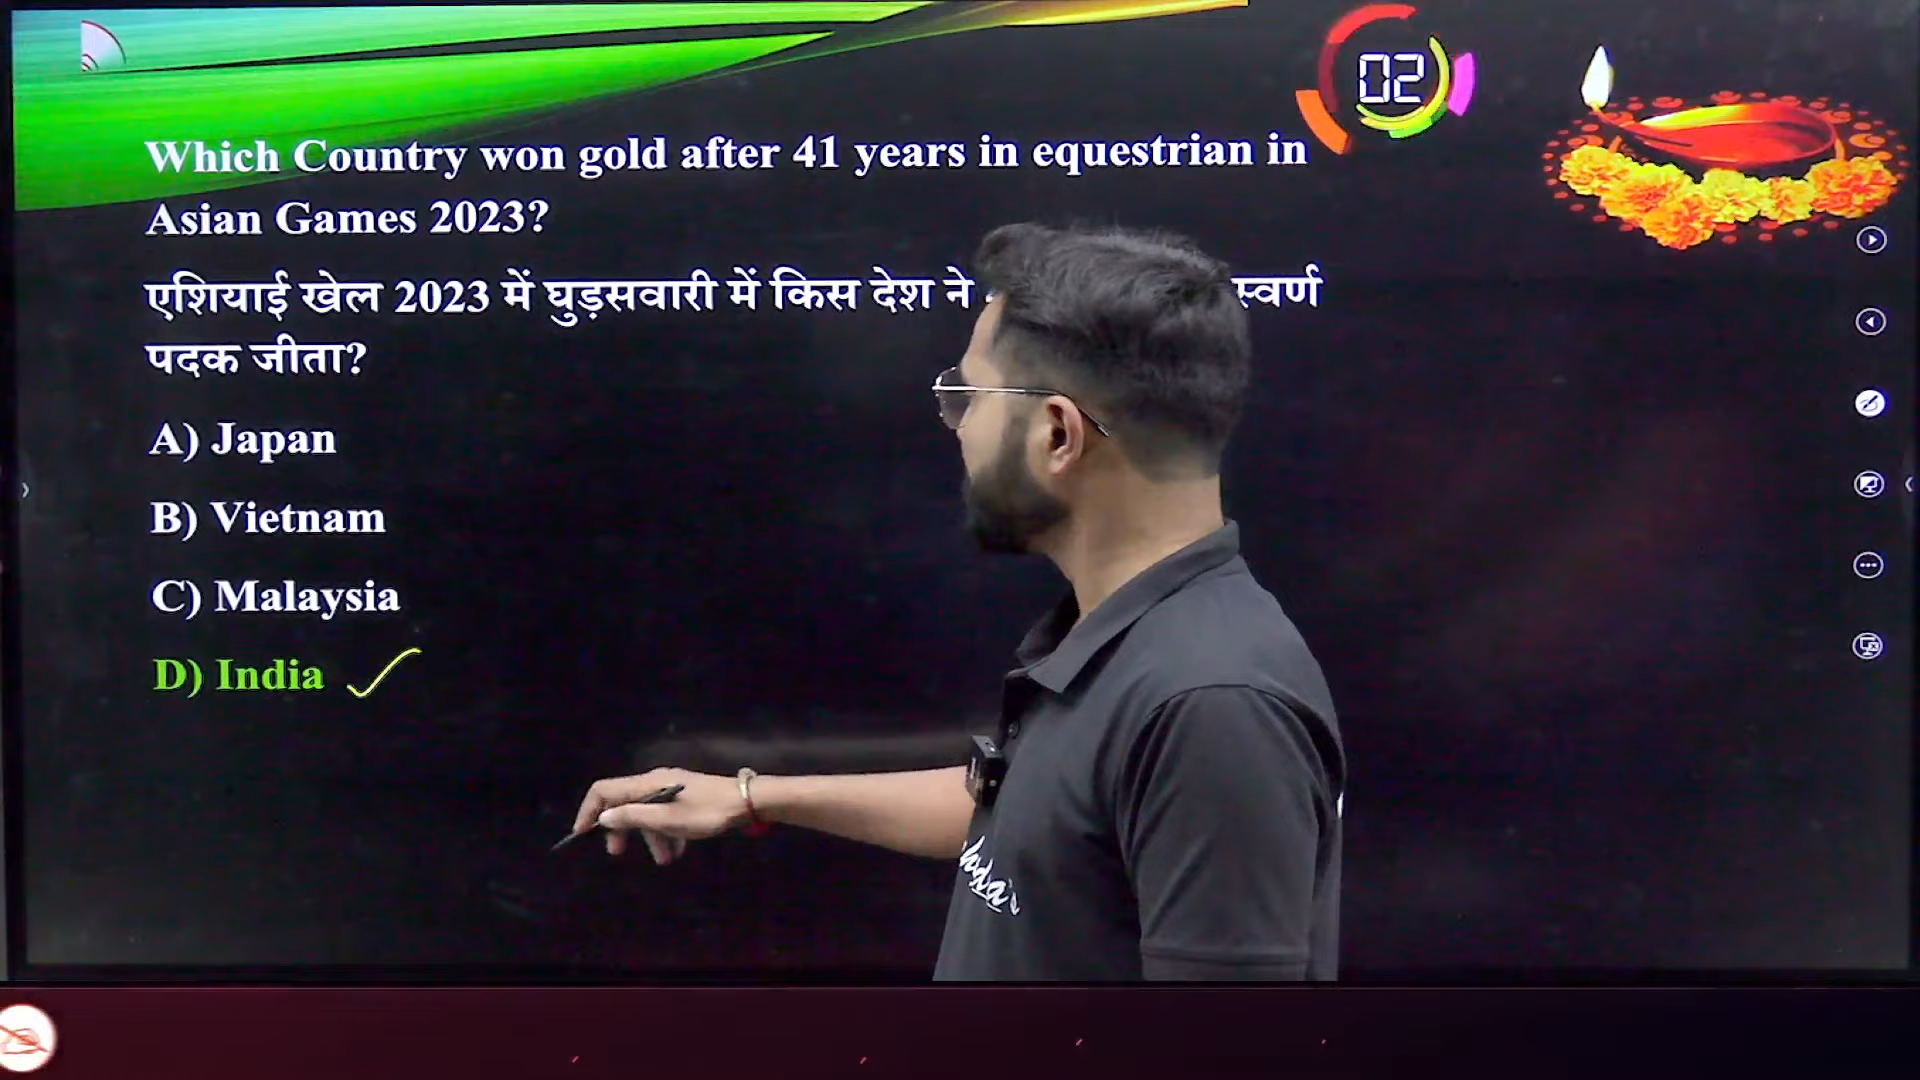 02
Which Country won gold after 41 years in equestrian in
Asian Games 2023?
एशियाई खेल 2023 में घुड़सवारी में किस देश ने स्वर्ण
पदक जीता?
A) Japan
B) Vietnam
C) Malaysia
D) India